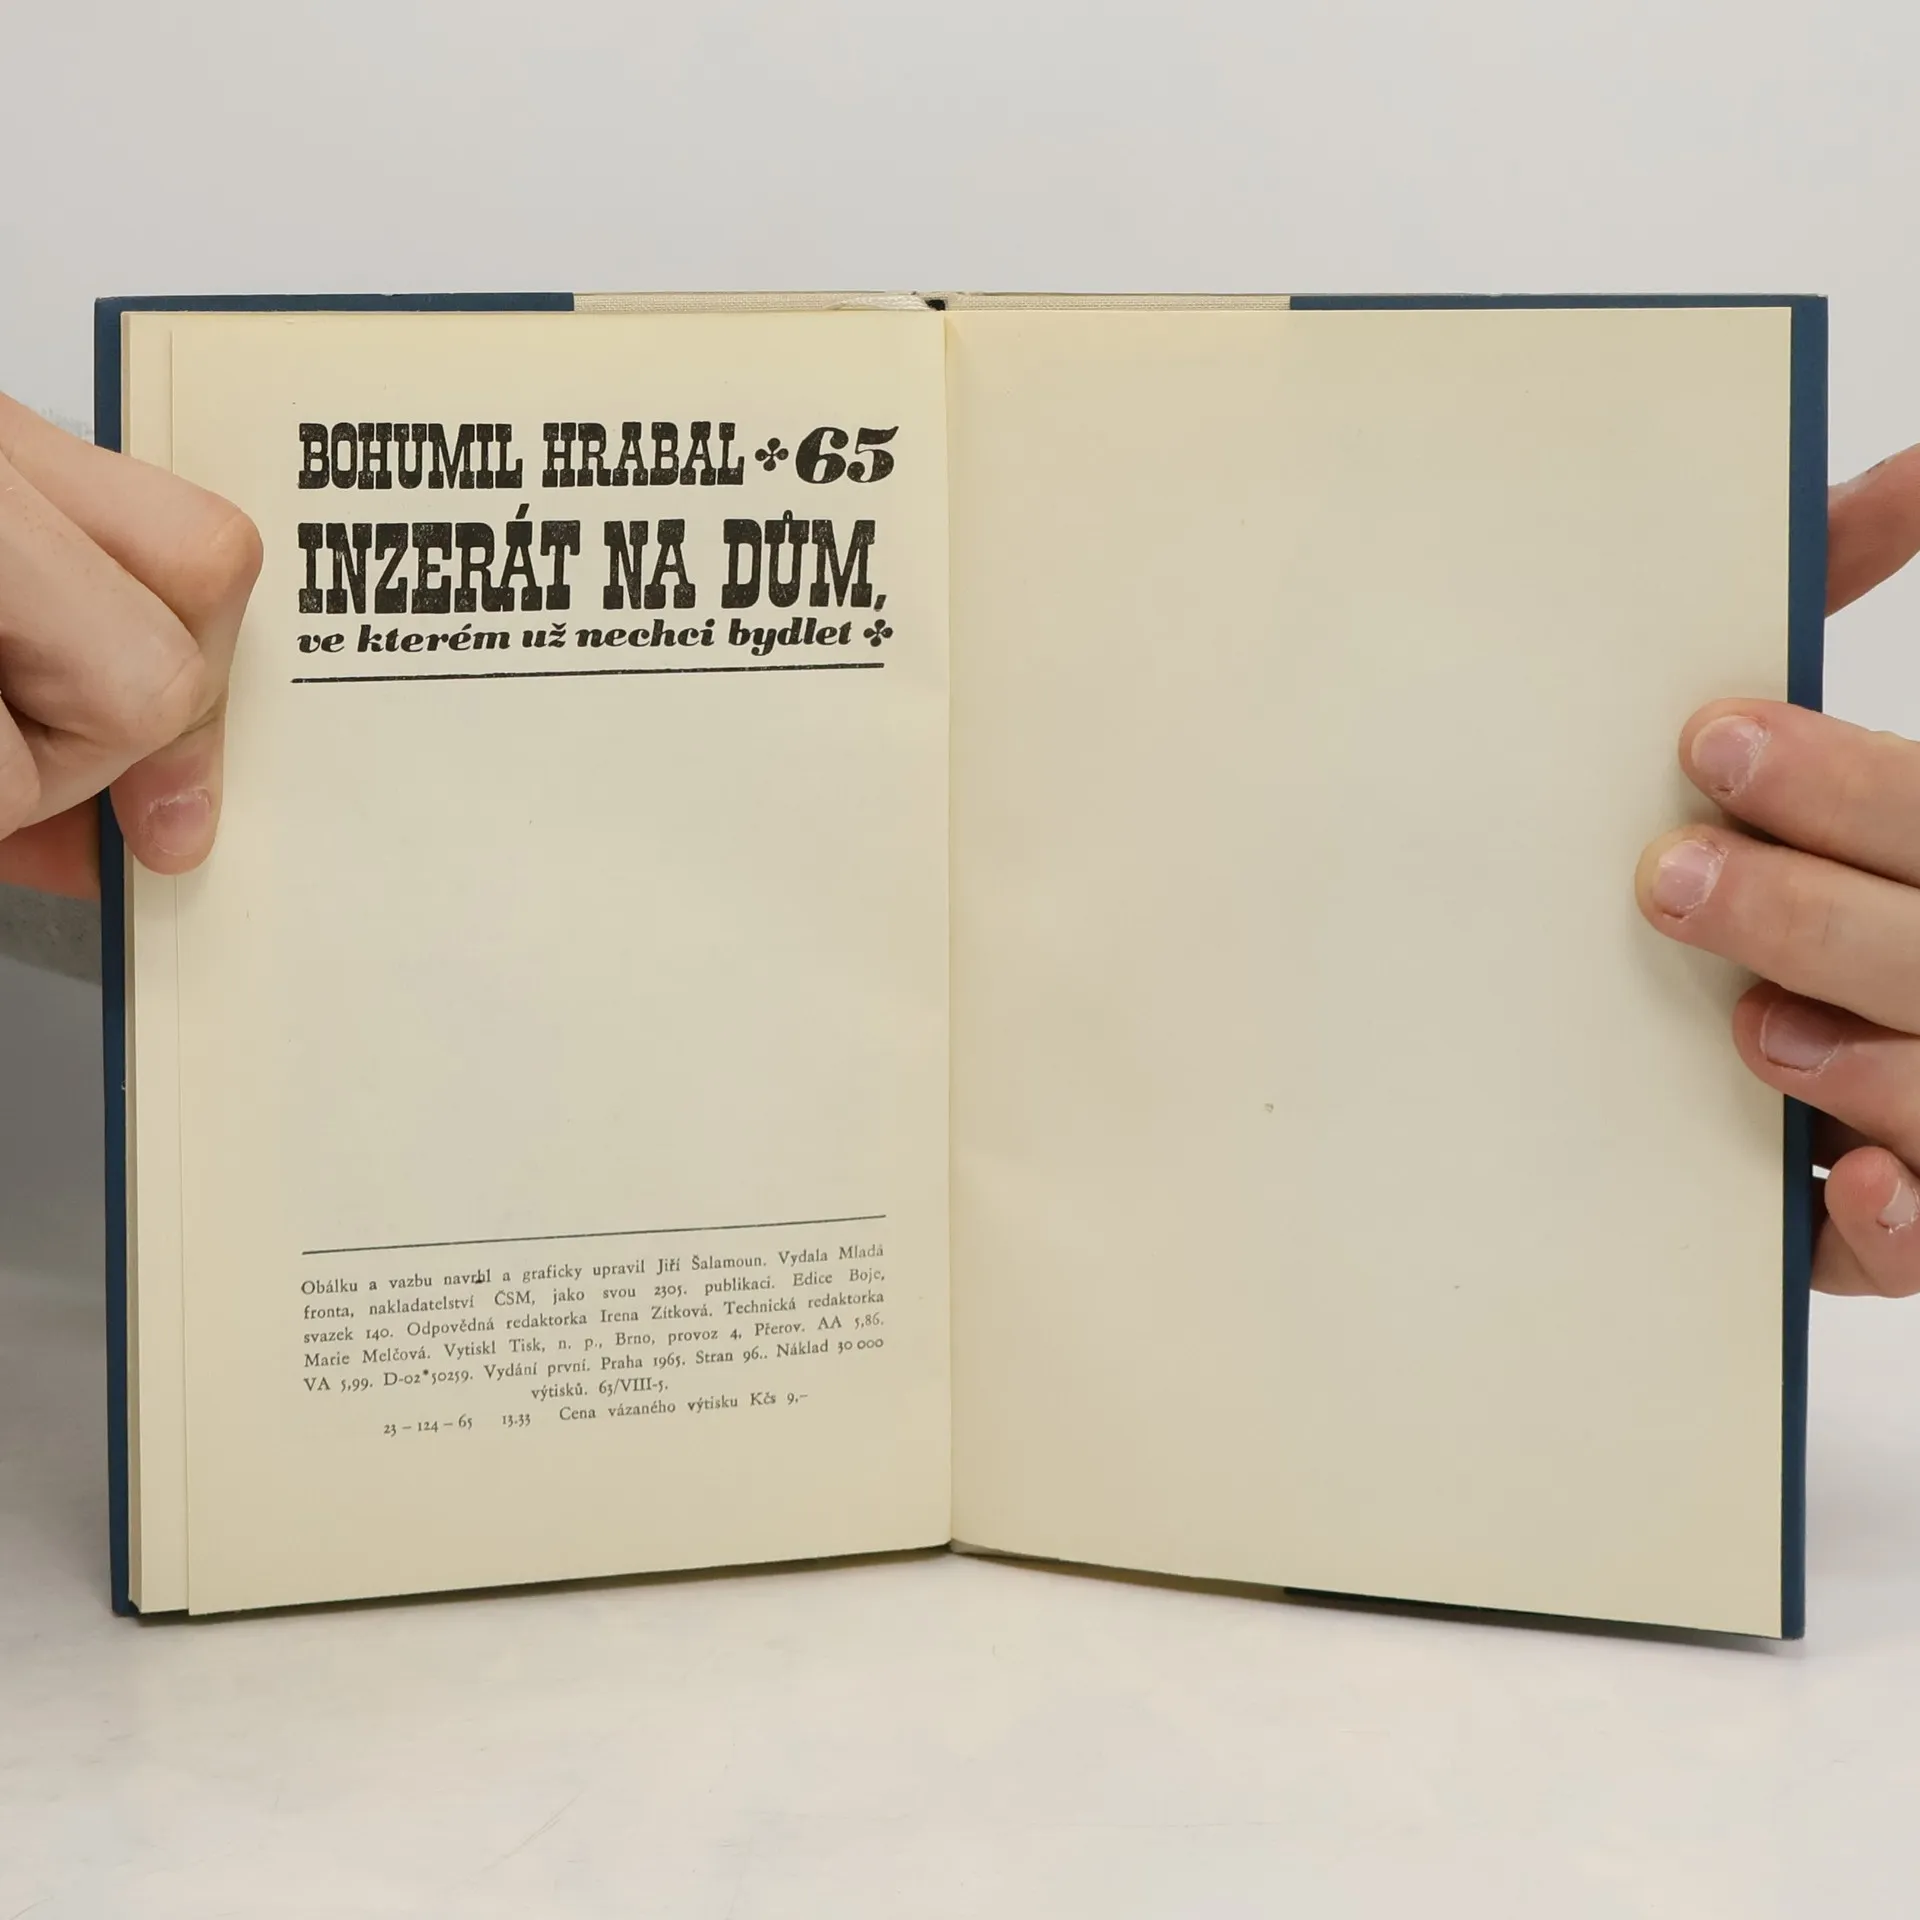 BOHUMIL HRABAL ✤ 65
INZERÁT NA DŮM,
ve kterém už nechci bydlet ✤
Obálku a vazbu navrhl a graficky upravil Jiří Šalamoun. Vydala Mladá
fronta, nakladatelství ČSM, jako svou 2305. publikaci. Edice Boje,
svazek 140. Odpovědná redaktorka Irena Zítková. Technická redaktorka
Marie Melčová. Vytiskl Tisk, n. p., Brno, provoz 4, Přerov. AA 5,86.
VA 5,99. D-02*50259. Vydání první. Praha 1965. Stran 96.. Náklad 30 000
výtisků. 63/VIII-5.
23 – 124 – 65 13.33 Cena vázaného výtisku Kčs 9,–